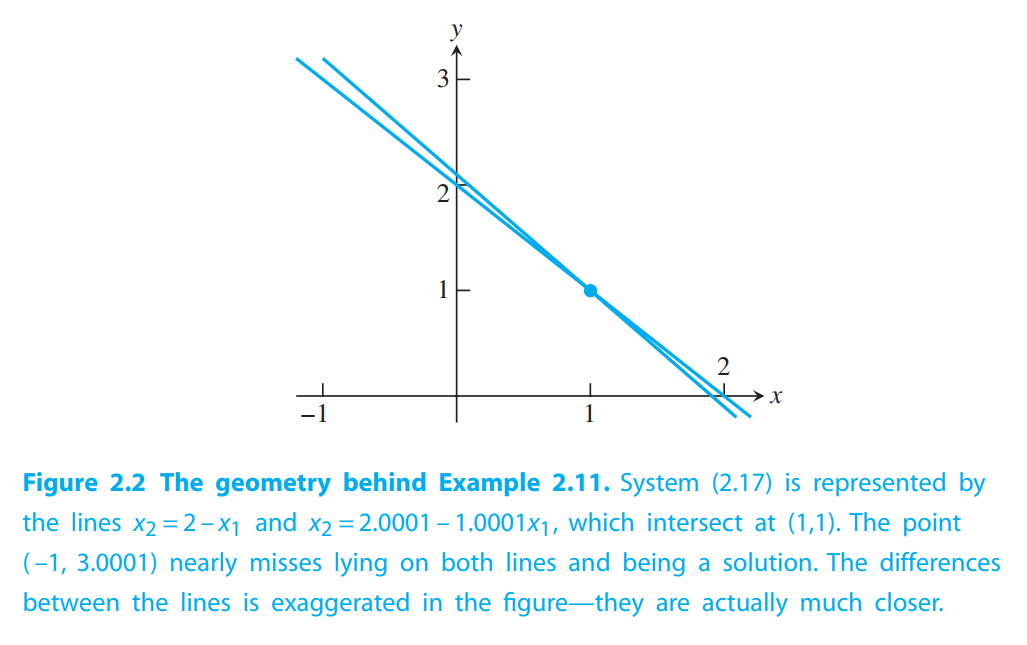 y
3
2
1
2
x
−1
1
Figure 2.2 The geometry behind Example 2.11. System (2.17) is represented by
the lines x₂ = 2 – x₁ and x₂ = 2.0001 – 1.0001x₁, which intersect at (1,1). The point
(–1, 3.0001) nearly misses lying on both lines and being a solution. The differences
between the lines is exaggerated in the figure—they are actually much closer.